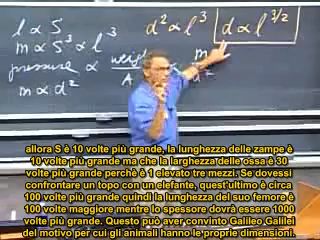 l ∝ S
m ∝ S³ ∝ l³
pressure ∝ weight
A
m
d²
m ∝ d²
d² ∝ l³
d ∝ l^3/2
allora S è 10 volte più grande, la lunghezza delle zampe è
10 volte più grande ma che la larghezza delle ossa è 30
volte più grande perchè è 1 elevato tre mezzi. Se dovessi
confrontare un topo con un elefante, quest'ultimo è circa
100 volte più grande quindi la lunghezza del suo femore è
100 volte maggiore mentre lo spessore dovrà essere 1000
volte più grande. Questo può aver convinto Galileo Galilei
del motivo per cui gli animali hanno le proprie dimensioni.